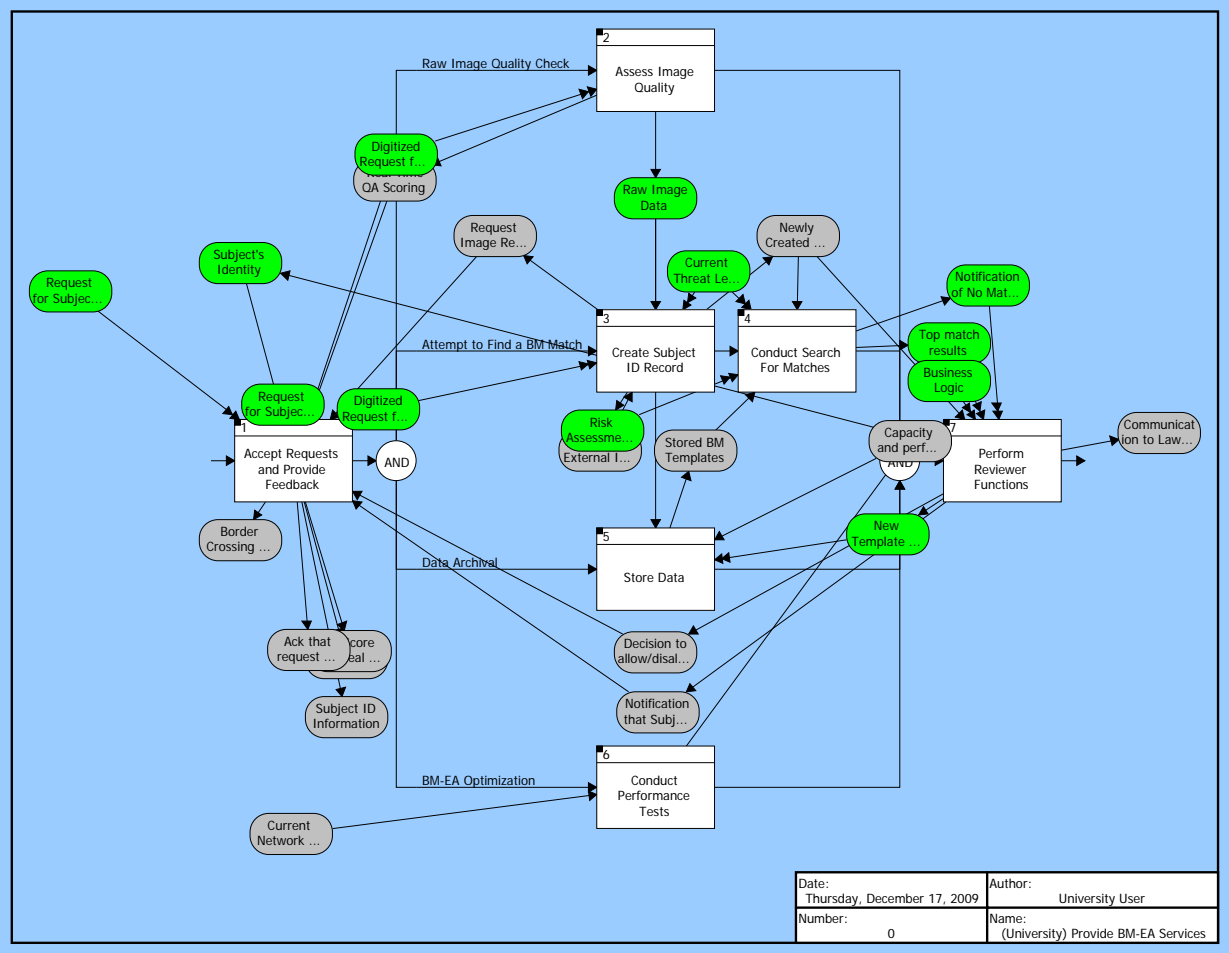 2
Assess Image
Quality
Raw Image Quality Check
Digitized
Request f...
QA Scoring
Raw Image
Data
Request
Image Re...
Newly
Created ...
Subject's
Identity
Current
Threat Le...
Request
for Subjec...
Notification
of No Mat...
3
Create Subject
ID Record
4
Conduct Search
For Matches
Attempt to Find a BM Match
Top match
results
Business
Logic
Request
for Subjec...
Digitized
Request f...
Risk
Assessme...
External I...
Stored BM
Templates
Capacity
and perf...
Communicat
ion to Law...
1
Accept Requests
and Provide
Feedback
AND
AND
7
Perform
Reviewer
Functions
Border
Crossing ...
New
Template ...
5
Store Data
Data Archival
Ack that
request ...
core
eal ...
Decision to
allow/disal...
Subject ID
Information
Notification
that Subj...
6
Conduct
Performance
Tests
BM-EA Optimization
Current
Network ...
Date:
Thursday, December 17, 2009
Author:
University User
Number:
0
Name:
(University) Provide BM-EA Services